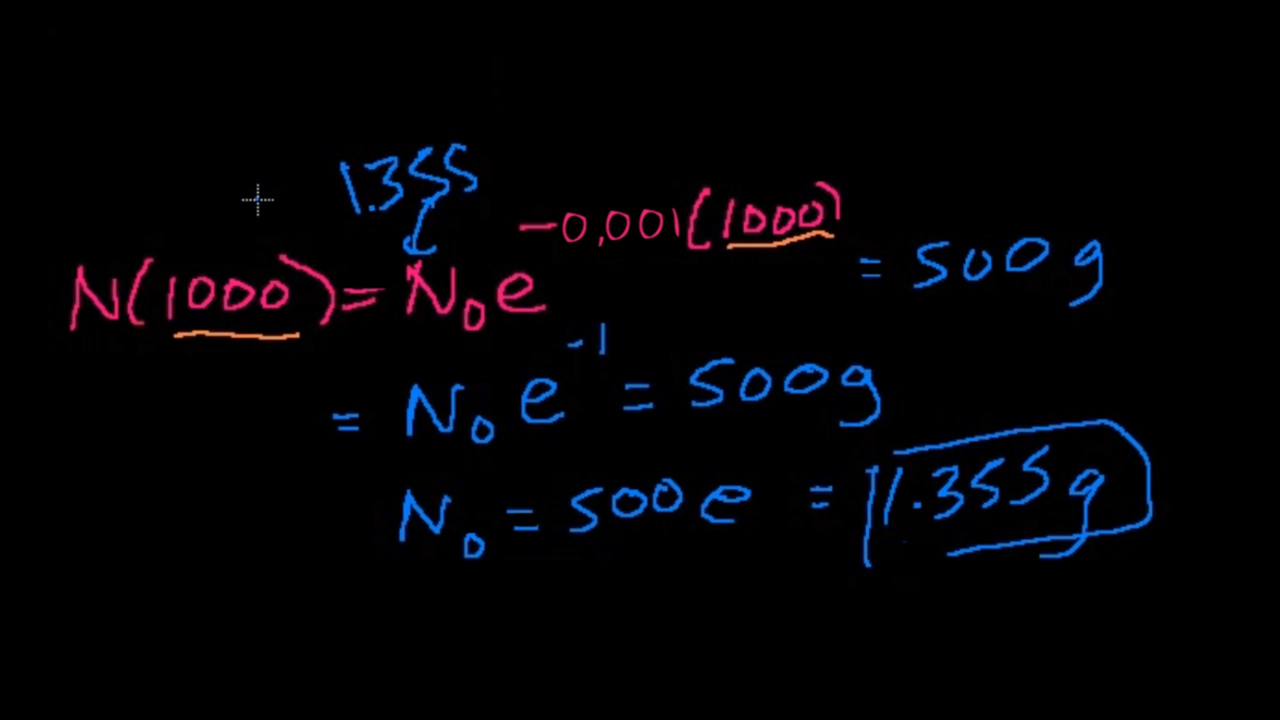 1.355
N(1000) = N₀e^-0,001(1000) = 500g
= N₀e^-1 = 500g
N₀ = 500e = 1.355g